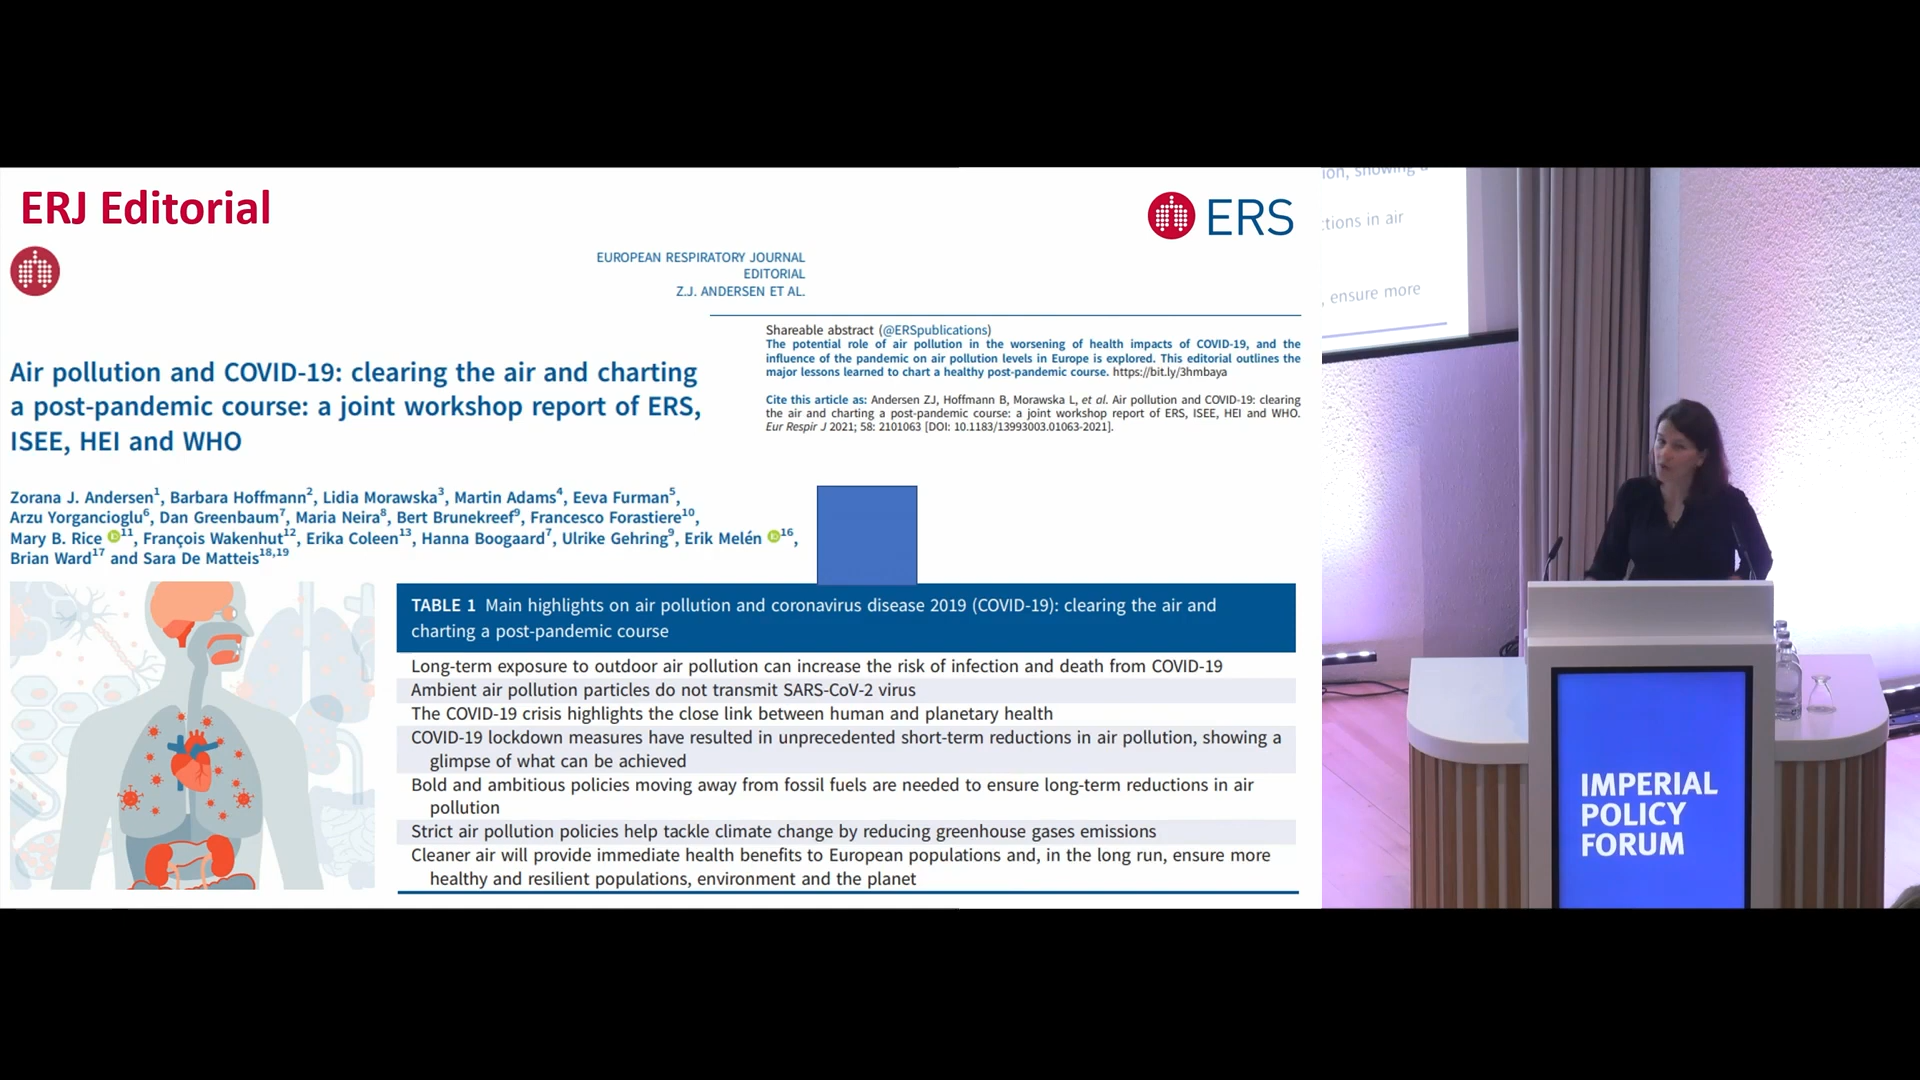 ERJ Editorial
ERS
EUROPEAN RESPIRATORY JOURNAL
EDITORIAL
Z.J. ANDERSEN ET AL.
Shareable abstract (@ERSpublications)
The potential role of air pollution in the worsening of health impacts of COVID-19, and the
influence of the pandemic on air pollution levels in Europe is explored. This editorial outlines the
major lessons learned to chart a healthy post-pandemic course. https://bit.ly/3hmbaya
Cite this article as: Andersen ZJ, Hoffmann B, Morawska L, et al. Air pollution and COVID-19: clearing
the air and charting a post-pandemic course: a joint workshop report of ERS, ISEE, HEI and WHO.
Eur Respir J 2021; 58: 2101063 [DOI: 10.1183/13993003.01063-2021].
Air pollution and COVID-19: clearing the air and charting
a post-pandemic course: a joint workshop report of ERS,
ISEE, HEI and WHO
Zorana J. Andersen1, Barbara Hoffmann2, Lidia Morawska3, Martin Adams4, Eeva Furman5,
Arzu Yorgancioglu6, Dan Greenbaum7, Maria Neira8, Bert Brunekreef9, Francesco Forastiere10,
Mary B. Rice iD 11, François Wakenhut12, Erika Coleen13, Hanna Boogaard7, Ulrike Gehring9, Erik Melén iD 16,
Brian Ward17 and Sara De Matteis18,19
TABLE 1 Main highlights on air pollution and coronavirus disease 2019 (COVID-19): clearing the air and
charting a post-pandemic course
Long-term exposure to outdoor air pollution can increase the risk of infection and death from COVID-19
Ambient air pollution particles do not transmit SARS-CoV-2 virus
The COVID-19 crisis highlights the close link between human and planetary health
COVID-19 lockdown measures have resulted in unprecedented short-term reductions in air pollution, showing a
glimpse of what can be achieved
Bold and ambitious policies moving away from fossil fuels are needed to ensure long-term reductions in air
pollution
Strict air pollution policies help tackle climate change by reducing greenhouse gases emissions
Cleaner air will provide immediate health benefits to European populations and, in the long run, ensure more
healthy and resilient populations, environment and the planet
ion, showing a
ctions in air
, ensure more
IMPERIAL
POLICY
FORUM